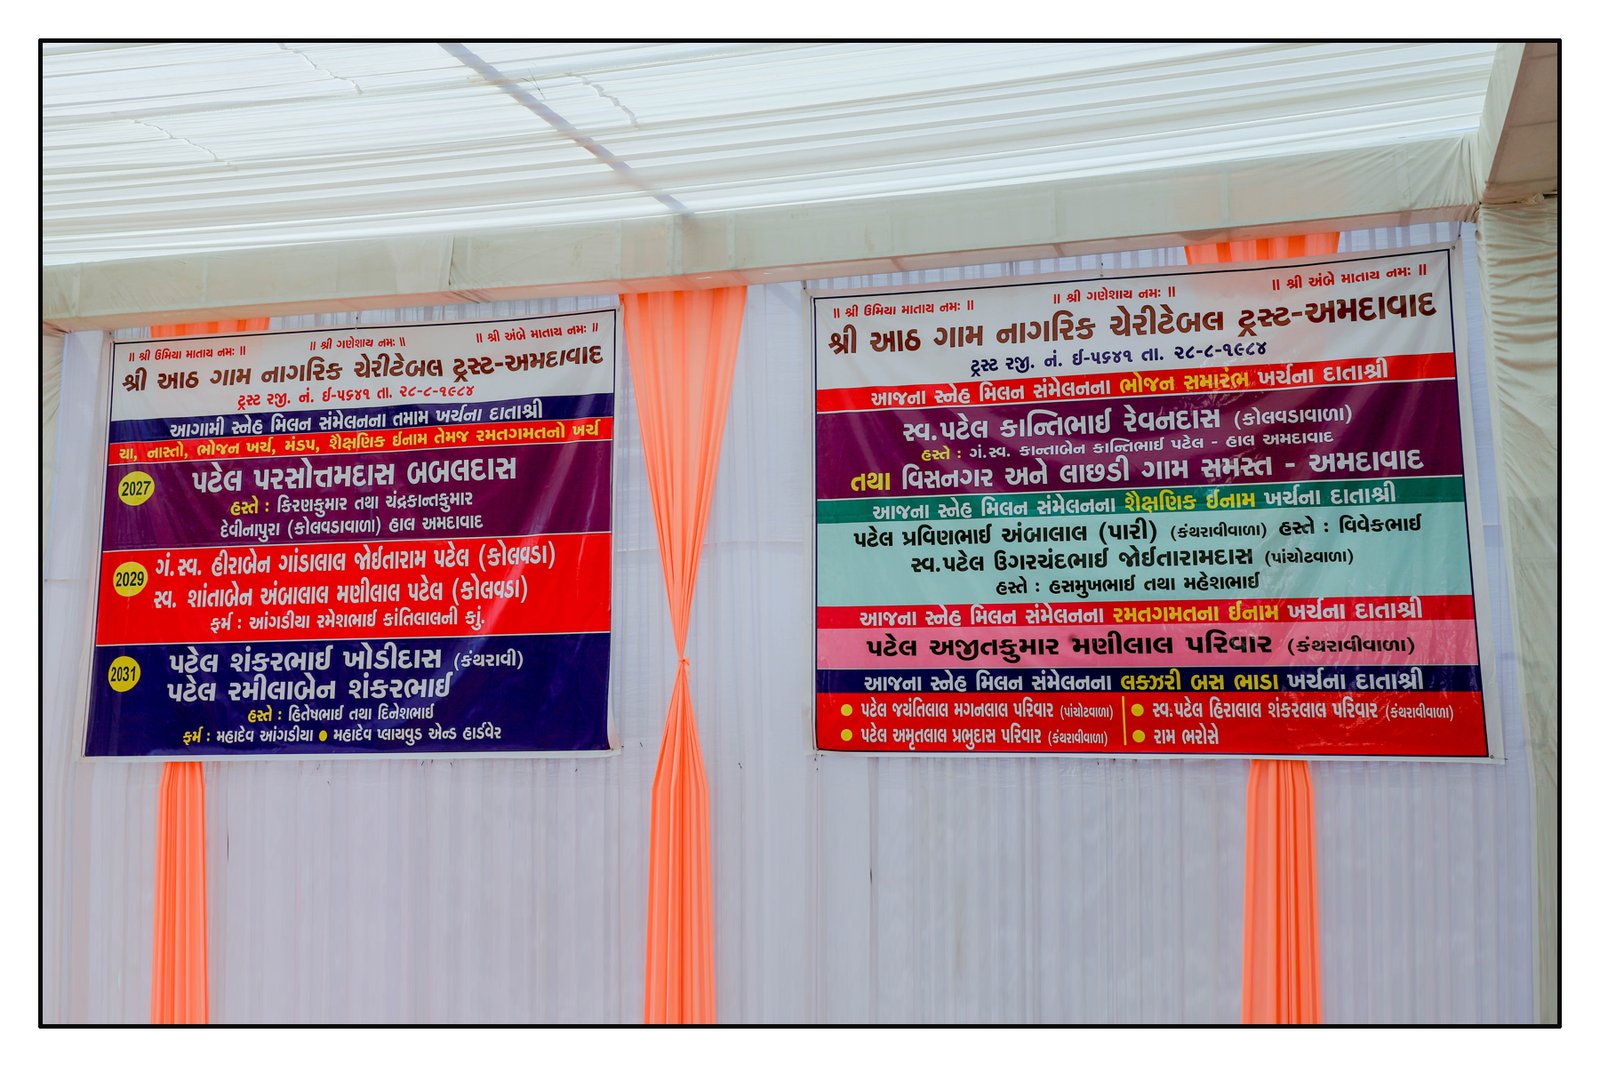 ॥ શ્રી ઉમિયા માતાય નમઃ ॥ ॥ શ્રી ગણેશાય નમઃ ॥ ॥ શ્રી અંબે માતાય નમઃ ॥
શ્રી આઠ ગામ નાગરિક ચેરીટેબલ ટ્રસ્ટ-અમદાવાદ
ટ્રસ્ટ રજી. નં. ઈ-૫૬૪૧ તા. ૨૮-૮-૧૯૮૪
આગામી સ્નેહ મિલન સંમેલનના તમામ ખર્ચના દાતાશ્રી
ચા, નાસ્તો, ભોજન ખર્ચ, મંડપ, શૈક્ષણિક ઈનામ તેમજ રમતગમતનો ખર્ચ
2027 પટેલ પરસોત્તમદાસ બબલદાસ
હસ્તે : કિરણકુમાર તથા ચંદ્રકાન્તકુમાર
દેવીનાપુરા (કોલવડાવાળા) હાલ અમદાવાદ
2029 ગં.સ્વ. હીરાબેન ગાંડાલાલ જોઈતારામ પટેલ (કોલવડા)
સ્વ. શાંતાબેન અંબાલાલ મણીલાલ પટેલ (કોલવડા)
ફર્મ : આંગડીયા રમેશભાઈ કાંતિલાલની કાું.
2031 પટેલ શંકરભાઈ ખોડીદાસ (કંથરાવી)
પટેલ રમીલાબેન શંકરભાઈ
હસ્તે : હિતેષભાઈ તથા દિનેશભાઈ
ફર્મ : મહાદેવ આંગડીયા ● મહાદેવ પ્લાયવુડ એન્ડ હાર્ડવેર
॥ શ્રી ઉમિયા માતાય નમઃ ॥ ॥ શ્રી ગણેશાય નમઃ ॥ ॥ શ્રી અંબે માતાય નમઃ ॥
શ્રી આઠ ગામ નાગરિક ચેરીટેબલ ટ્રસ્ટ-અમદાવાદ
ટ્રસ્ટ રજી. નં. ઈ-૫૬૪૧ તા. ૨૮-૮-૧૯૮૪
આજના સ્નેહ મિલન સંમેલનના ભોજન સમારંભ ખર્ચના દાતાશ્રી
સ્વ.પટેલ કાન્તિભાઈ રેવનદાસ (કોલવડાવાળા)
હસ્તે : ગં.સ્વ. કાન્તાબેન કાન્તિભાઈ પટેલ - હાલ અમદાવાદ
તથા વિસનગર અને લાછડી ગામ સમસ્ત - અમદાવાદ
આજના સ્નેહ મિલન સંમેલનના શૈક્ષણિક ઈનામ ખર્ચના દાતાશ્રી
પટેલ પ્રવિણભાઈ અંબાલાલ (પારી) (કંથરાવીવાળા) હસ્તે : વિવેકભાઈ
સ્વ.પટેલ ઉગરચંદભાઈ જોઈતારામદાસ (પાંચોટવાળા)
હસ્તે : હસમુખભાઈ તથા મહેશભાઈ
આજના સ્નેહ મિલન સંમેલનના રમતગમતના ઈનામ ખર્ચના દાતાશ્રી
પટેલ અજીતકુમાર મણીલાલ પરિવાર (કંથરાવીવાળા)
આજના સ્નેહ મિલન સંમેલનના લક્ઝરી બસ ભાડા ખર્ચના દાતાશ્રી
● પટેલ જયંતિલાલ મગનલાલ પરિવાર (પાંચોટવાળા) ● સ્વ.પટેલ હિરાલાલ શંકરલાલ પરિવાર (કંથરાવીવાળા)
● પટેલ અમૃતલાલ પ્રભુદાસ પરિવાર (કંથરાવીવાળા) ● રામ ભરોસે